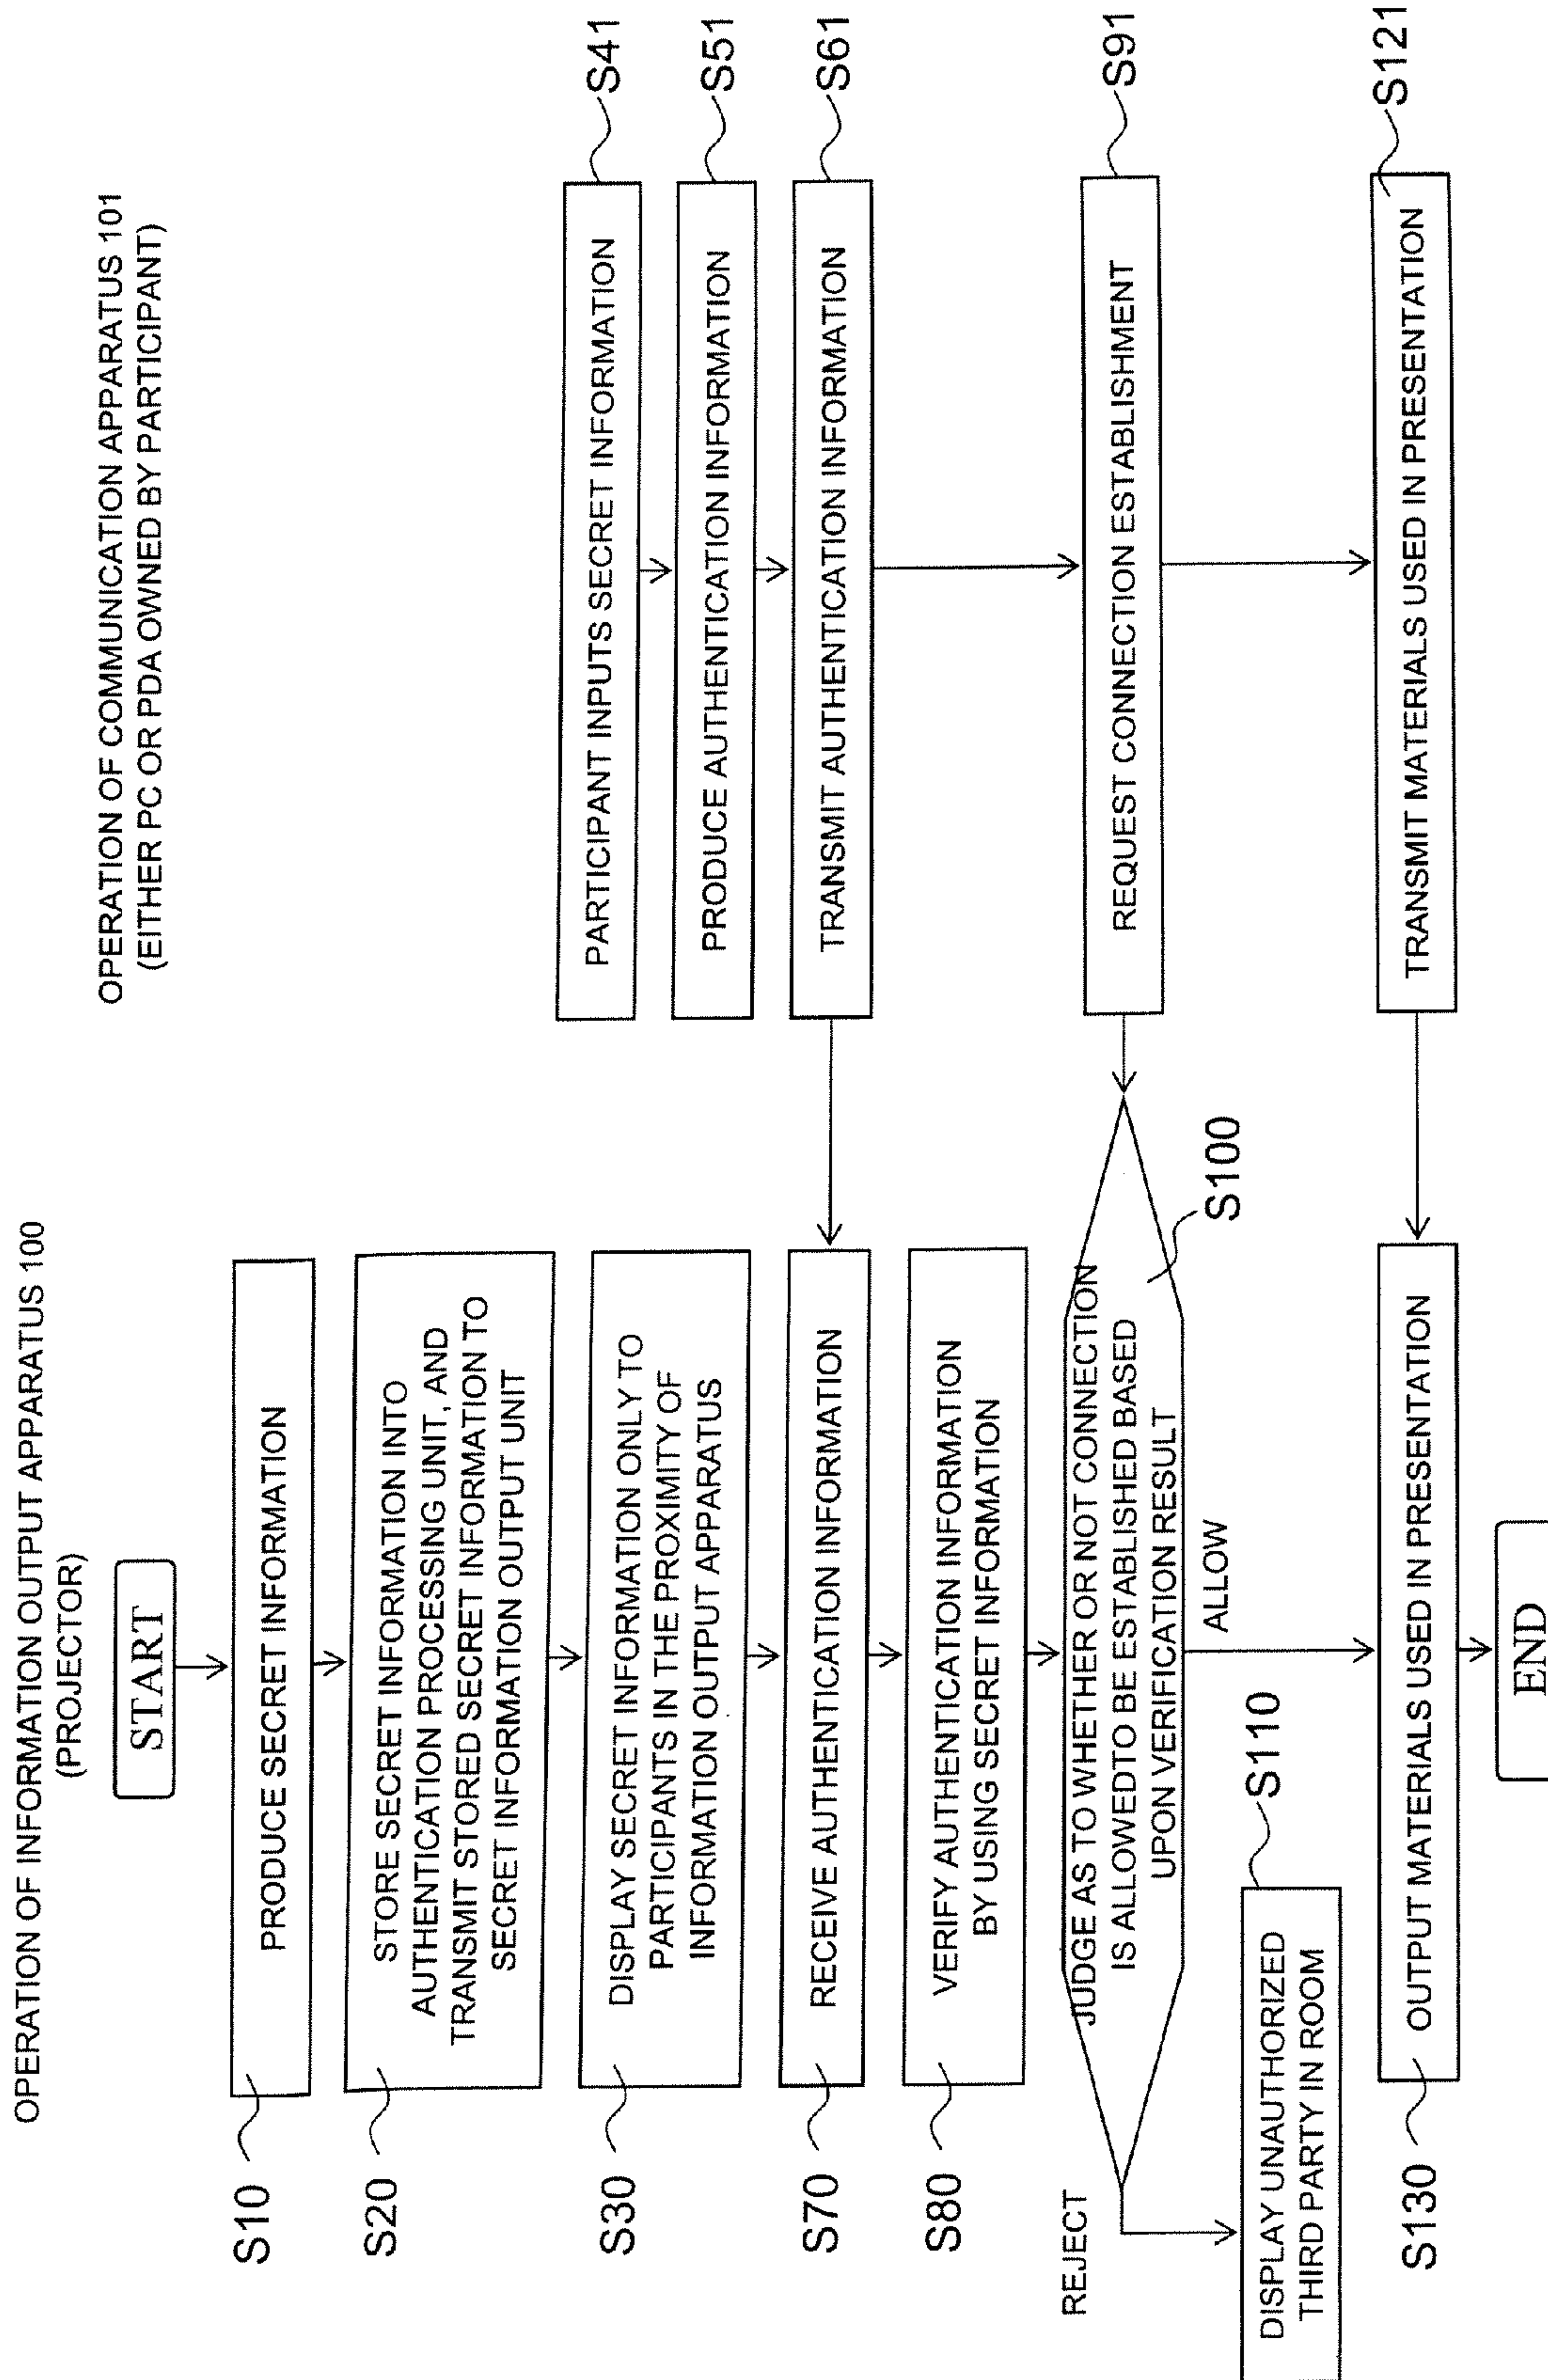 OPERATION OF INFORMATION OUTPUT APPARATUS 100
(PROJECTOR)
START
S10
PRODUCE SECRET INFORMATION
S20
STORE SECRET INFORMATION INTO
AUTHENTICATION PROCESSING UNIT, AND
TRANSMIT STORED SECRET INFORMATION TO
SECRET INFORMATION OUTPUT UNIT
S30
DISPLAY SECRET INFORMATION ONLY TO
PARTICIPANTS IN THE PROXIMITY OF
INFORMATION OUTPUT APPARATUS
S70
RECEIVE AUTHENTICATION INFORMATION
S80
VERIFY AUTHENTICATION INFORMATION
BY USING SECRET INFORMATION
JUDGE AS TO WHETHER OR NOT CONNECTION
IS ALLOWEDTO BE ESTABLISHED BASED
UPON VERIFICATION RESULT
S100
REJECT
ALLOW
S110
DISPLAY UNAUTHORIZED
THIRD PARTY IN ROOM
S130
OUTPUT MATERIALS USED IN PRESENTATION
END
OPERATION OF COMMUNICATION APPARATUS 101
(EITHER PC OR PDA OWNED BY PARTICIPANT)
PARTICIPANT INPUTS SECRET INFORMATION
S41
PRODUCE AUTHENTICATION INFORMATION
S51
TRANSMIT AUTHENTICATION INFORMATION
S61
REQUEST CONNECTION ESTABLISHMENT
S91
TRANSMIT MATERIALS USED IN PRESENTATION
S121